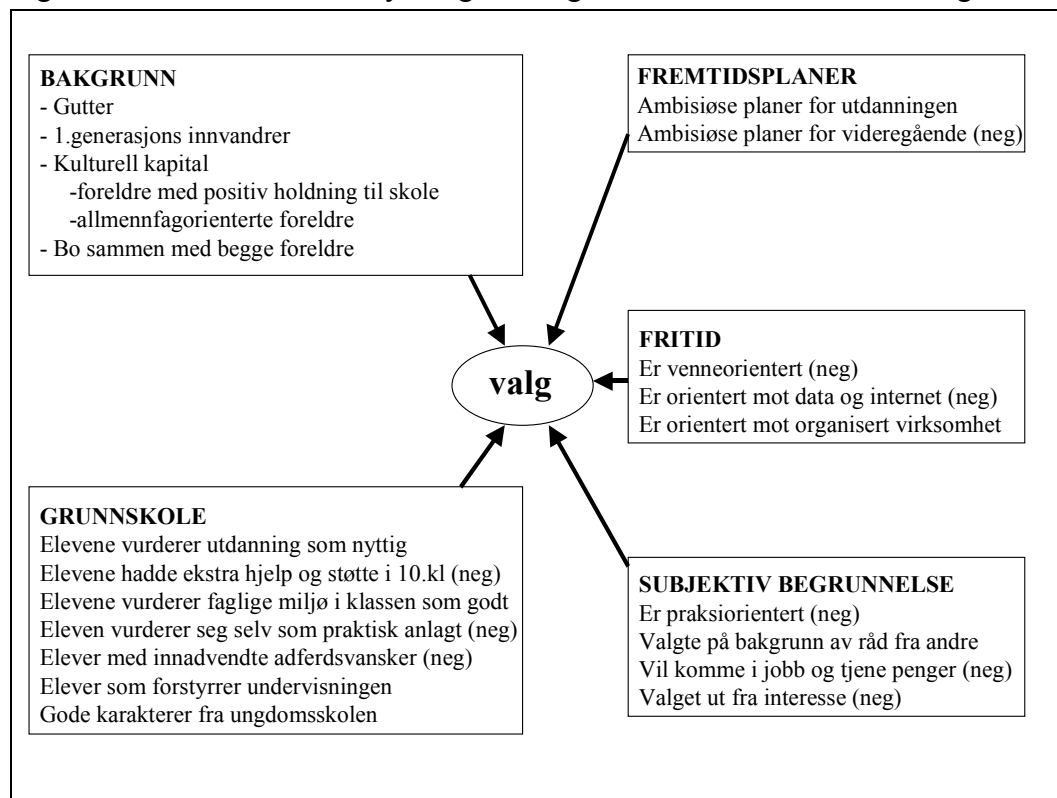 BAKGRUNN
- Gutter
- 1.generasjons innvandrer
- Kulturell kapital
-foreldre med positiv holdning til skole
-allmennfagorienterte foreldre
- Bo sammen med begge foreldre
FREMTIDSPLANER
Ambisiøse planer for utdanningen
Ambisiøse planer for videregående (neg)
valg
FRITID
Er venneorientert (neg)
Er orientert mot data og internet (neg)
Er orientert mot organisert virksomhet
GRUNNSKOLE
Elevene vurderer utdanning som nyttig
Elevene hadde ekstra hjelp og støtte i 10.kl (neg)
Elevene vurderer faglige miljø i klassen som godt
Eleven vurderer seg selv som praktisk anlagt (neg)
Elever med innadvendte adferdsvansker (neg)
Elever som forstyrrer undervisningen
Gode karakterer fra ungdomsskolen
SUBJEKTIV BEGRUNNELSE
Er praksiorientert (neg)
Valgte på bakgrunn av råd fra andre
Vil komme i jobb og tjene penger (neg)
Valget ut fra interesse (neg)